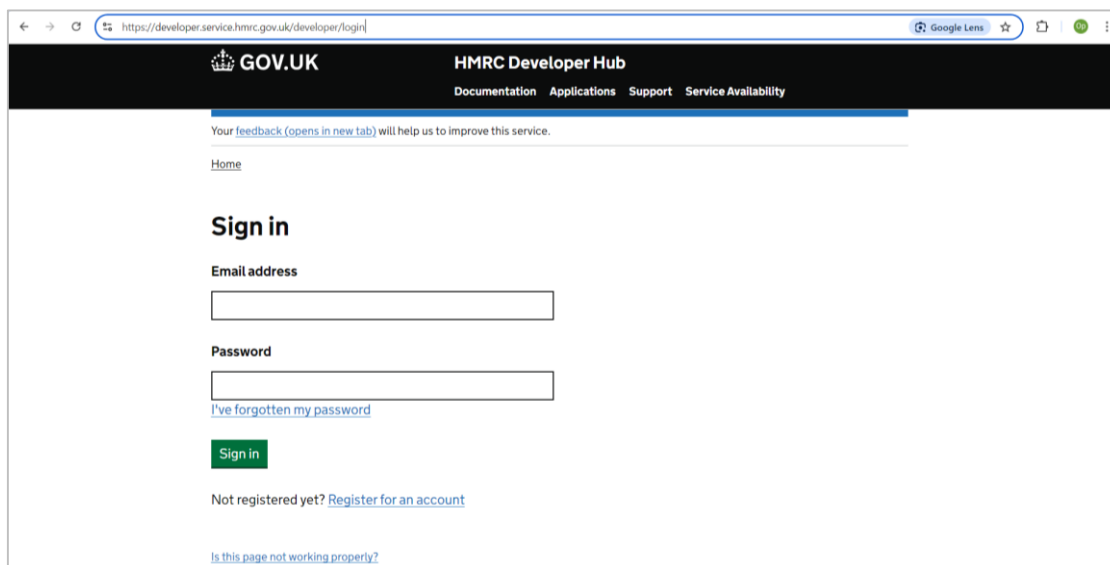 https://developer.service.hmrc.gov.uk/developer/login
Google Lens
Op
GOV.UK
HMRC Developer Hub
Documentation Applications Support Service Availability
Your feedback (opens in new tab) will help us to improve this service.
Home
Sign in
Email address
Password
I've forgotten my password
Sign in
Not registered yet? Register for an account
Is this page not working properly?